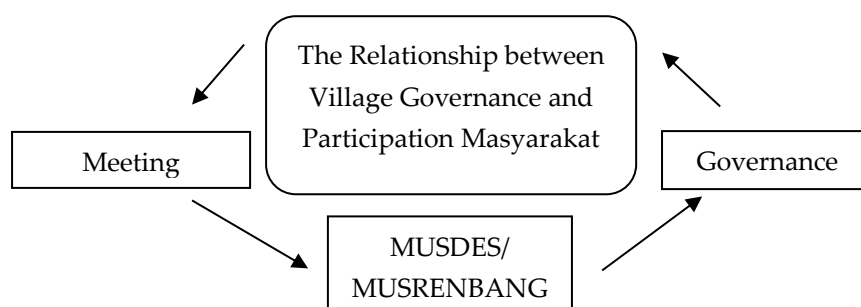 The Relationship between
Village Governance and
Participation Masyarakat
Meeting
Governance
MUSDES/
MUSRENBANG